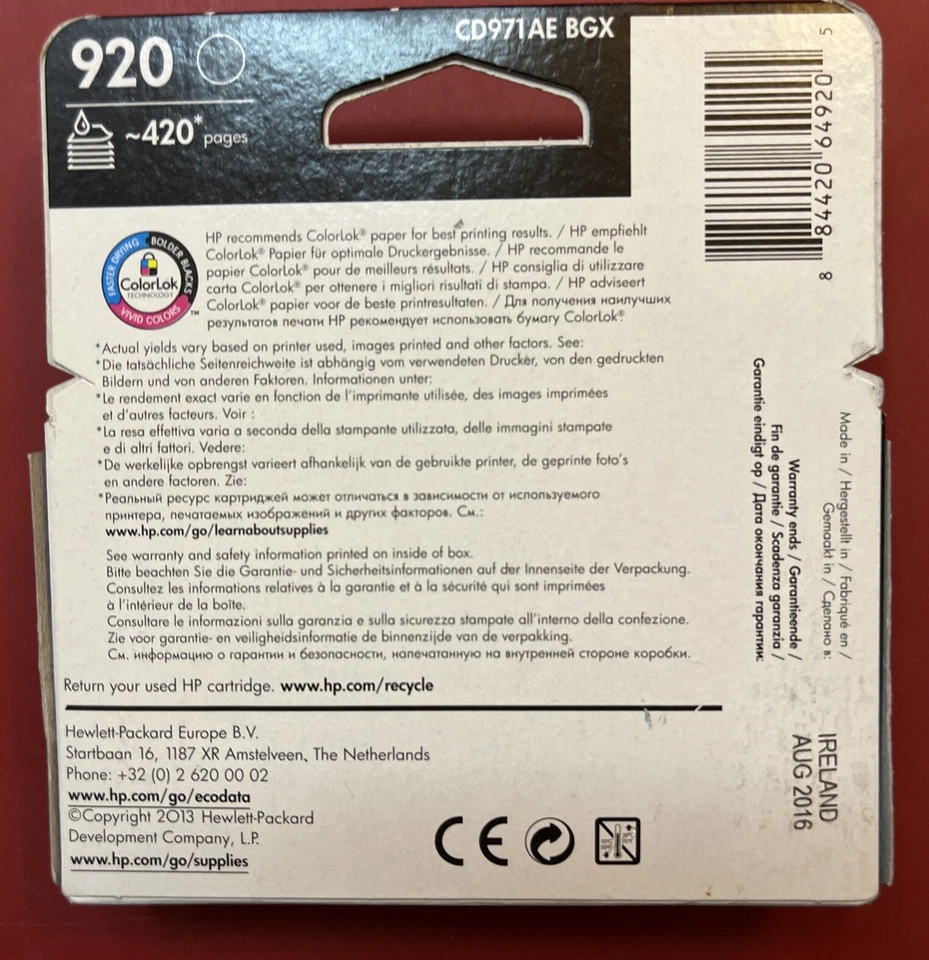 CD971AE BGX
920
~420* pages
5 029649 024488
FASTER DRYING
BOLDER BLACKS
ColorLok
TECHNOLOGY
VIVID COLORS
™
HP recommends ColorLok® paper for best printing results. / HP empfiehlt
ColorLok® Papier für optimale Druckergebnisse. / HP recommande le
papier ColorLok® pour de meilleurs résultats. / HP consiglia di utilizzare
carta ColorLok® per ottenere i migliori risultati di stampa. / HP adviseert
ColorLok® papier voor de beste printresultaten. / Для получения наилучших
результатов печати HP рекомендует использовать бумагу ColorLok®
*Actual yields vary based on printer used, images printed and other factors. See:
*Die tatsächliche Seitenreichweite ist abhängig vom verwendeten Drucker, von den gedruckten
Bildern und von anderen Faktoren. Informationen unter:
*Le rendement exact varie en fonction de l'imprimante utilisée, des images imprimées
et d'autres facteurs. Voir :
*La resa effettiva varia a seconda della stampante utilizzata, delle immagini stampate
e di altri fattori. Vedere:
*De werkelijke opbrengst varieert afhankelijk van de gebruikte printer, de geprinte foto's
en andere factoren. Zie:
*Реальный ресурс картриджей может отличаться в зависимости от используемого
принтера, печатаемых изображений и других факторов. См.:
www.hp.com/go/learnaboutsupplies
See warranty and safety information printed on inside of box.
Bitte beachten Sie die Garantie- und Sicherheitsinformationen auf der Innenseite der Verpackung.
Consultez les informations relatives à la garantie et à la sécurité qui sont imprimées
à l'intérieur de la boîte.
Consultare le informazioni sulla garanzia e sulla sicurezza stampate all'interno della confezione.
Zie voor garantie- en veiligheidsinformatie de binnenzijde van de verpakking.
См. информацию о гарантии и безопасности, напечатанную на внутренней стороне коробки.
Return your used HP cartridge. www.hp.com/recycle
Hewlett-Packard Europe B.V.
Startbaan 16, 1187 XR Amstelveen, The Netherlands
Phone: +32 (0) 2 620 00 02
www.hp.com/go/ecodata
©Copyright 2013 Hewlett-Packard
Development Company, L.P.
www.hp.com/go/supplies
CE
Made in / Hergestellt in / Fabriqué en /
Gemaakt in / Сделано в:
Warranty ends / Garantieende /
Fin de garantie / Scadenza garanzia /
Garantie eindigt op / Дата окончания гарантии:
IRELAND
AUG 2016